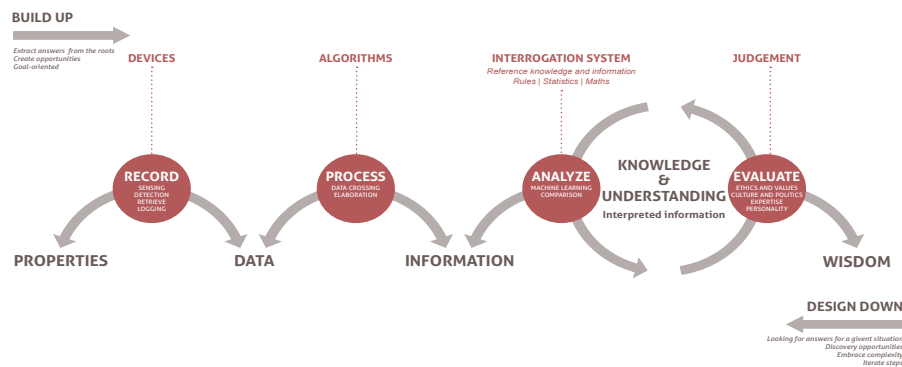 BUILD UP
Extract answers from the roots
Create opportunities
Goal-oriented
DEVICES
ALGORITHMS
INTERROGATION SYSTEM
Reference knowledge and information
Rules | Statistics | Maths
JUDGEMENT
RECORD
SENSING
DETECTION
RETRIEVE
LOGGING
PROCESS
DATA CROSSING
ELABORATION
ANALYZE
MACHINE LEARNING
COMPARISON
KNOWLEDGE
&
UNDERSTANDING
Interpreted information
EVALUATE
ETHICS AND VALUES
CULTURE AND POLITICS
EXPERTISE
PERSONALITY
PROPERTIES
DATA
INFORMATION
WISDOM
DESIGN DOWN
Looking for answers for a givent situation
Discovery opportunities
Embrace complexity
Iterate steps